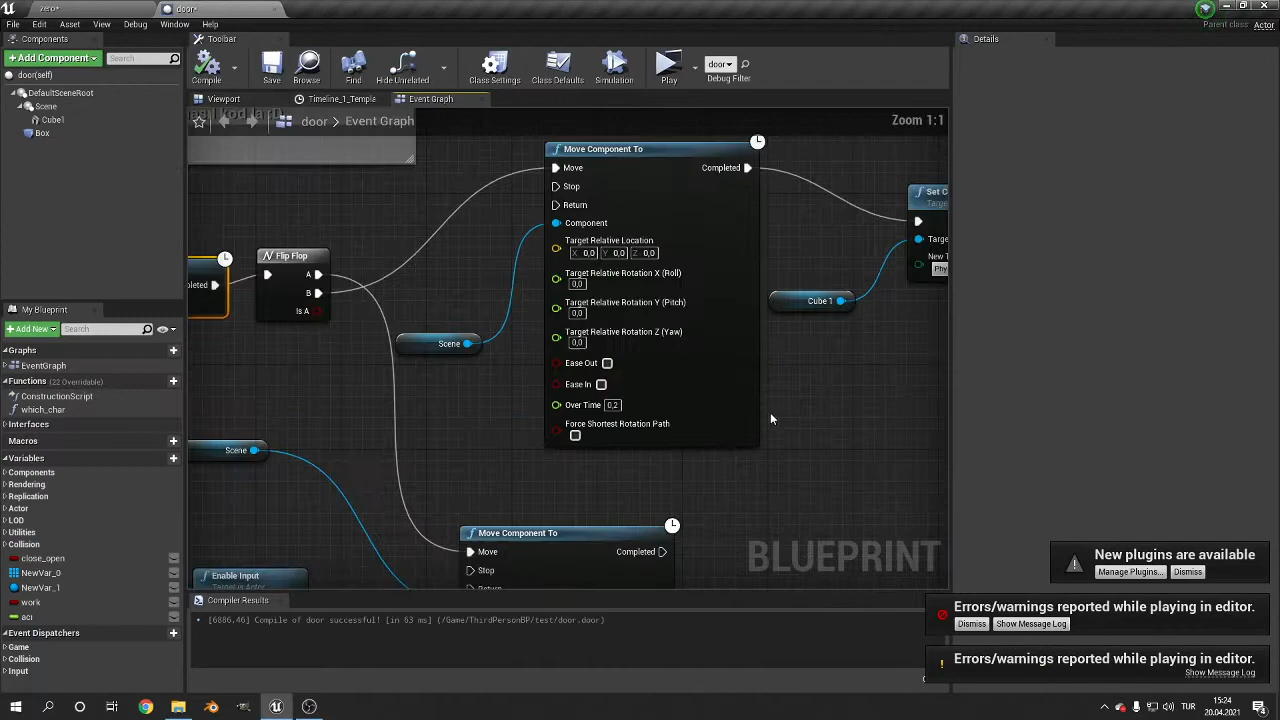 zero*
door*
File
Edit
Asset
View
Debug
Window
Help
Parent class:
Actor
Components
+ Add Component
Search
door(self)
DefaultSceneRoot
Scene
Cube1
Box
My Blueprint
+ Add New
Search
Graphs
EventGraph
Functions (22 Overridable)
ConstructionScript
which_char
Interfaces
Macros
Variables
Components
Rendering
Replication
Actor
LOD
Utilities
Collision
close_open
NewVar_0
NewVar_1
work
Event Dispatchers
Game
Collision
Input
Toolbar
Compile
Save
Browse
Find
Hide Unrelated
Class Settings
Class Defaults
Simulation
Play
door
Debug Filter
Viewport
Timeline_1_Template
Event Graph
door > Event Graph
Zoom 1:1
pleted
Flip Flop
A
B
Is A
Scene
Scene
Enable Input
Target is Actor
Move Component To
Move
Completed
Stop
Return
Component
Target Relative Location
X 0,0 Y 0,0 Z 0,0
Target Relative Rotation X (Roll)
0,0
Target Relative Rotation Y (Pitch)
0,0
Target Relative Rotation Z (Yaw)
0,0
Ease Out
Ease In
Over Time 0,2
Force Shortest Rotation Path
Cube 1
Set C
Target
Targe
New T
Phy
Move Component To
Move
Completed
Stop
Return
BLUEPRINT
Compiler Results
[6886,46] Compile of door successful! [in 63 ms] (/Game/ThirdPersonBP/test/door.door)
Details
New plugins are available
Manage Plugins...
Dismiss
Errors/warnings reported while playing in editor.
Dismiss
Show Message Log
Errors/warnings reported while playing in editor.
Show Message Log
TUR
15:24
20.04.2021